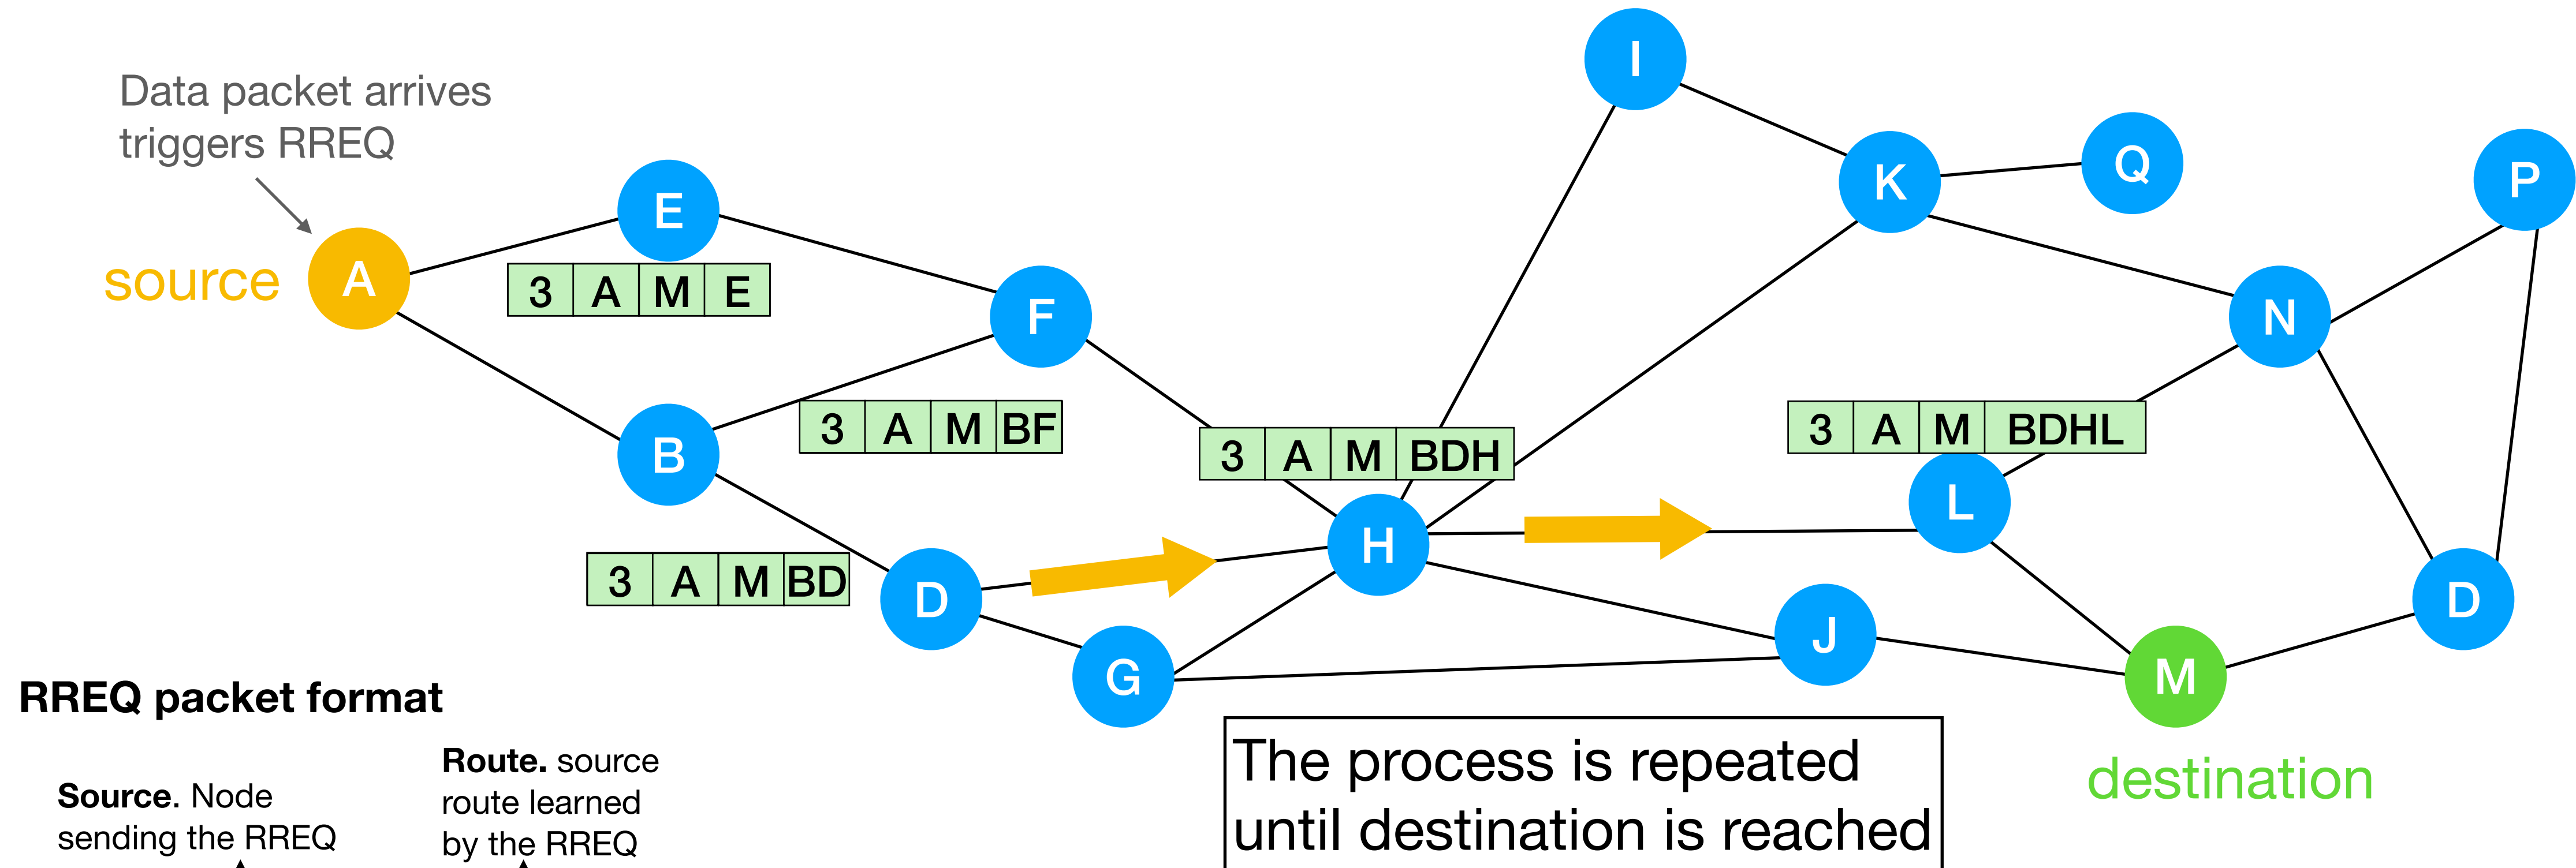 Data packet arrives
triggers RREQ
source
A
E
3 A M E
F
B
3 A M BF
3 A M BD
D
G
3 A M BDH
H
I
K
Q
P
N
3 A M BDHL
L
J
M
D
destination
RREQ packet format
Source. Node
sending the RREQ
Route. source
route learned
by the RREQ
The process is repeated
until destination is reached